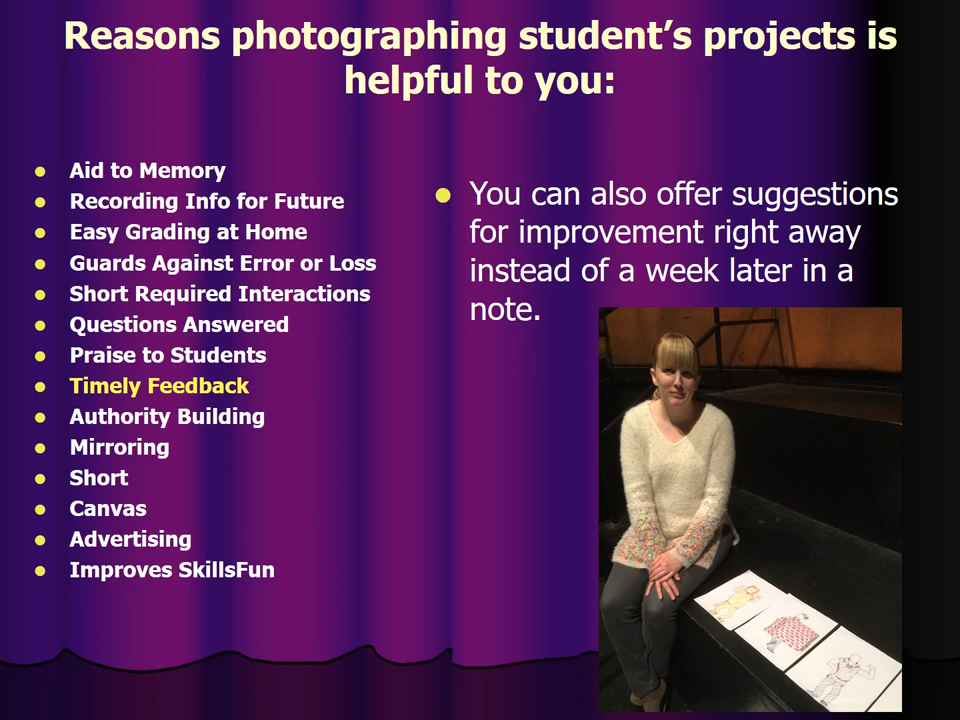 Reasons photographing student’s projects is
helpful to you:
Aid to Memory
Recording Info for Future
Easy Grading at Home
Guards Against Error or Loss
Short Required Interactions
Questions Answered
Praise to Students
Timely Feedback
Authority Building
Mirroring
Short
Canvas
Advertising
Improves SkillsFun
You can also offer suggestions
for improvement right away
instead of a week later in a
note.